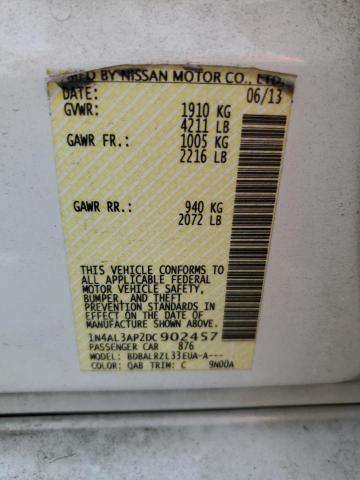 MFD BY NISSAN MOTOR CO., LTD.
DATE: 06/13
GVWR: 1910 KG
4211 LB
GAWR FR.: 1005 KG
2216 LB
GAWR RR.: 940 KG
2072 LB
THIS VEHICLE CONFORMS TO
ALL APPLICABLE FEDERAL
MOTOR VEHICLE SAFETY,
BUMPER, AND THEFT
PREVENTION STANDARDS IN
EFFECT ON THE DATE OF
MANUFACTURE SHOWN ABOVE.
1N4AL3AP2DC902457
PASSENGER CAR 876
MODEL: BDBALRZL33EUA-A---
COLOR: QAB TRIM: C 9N00A